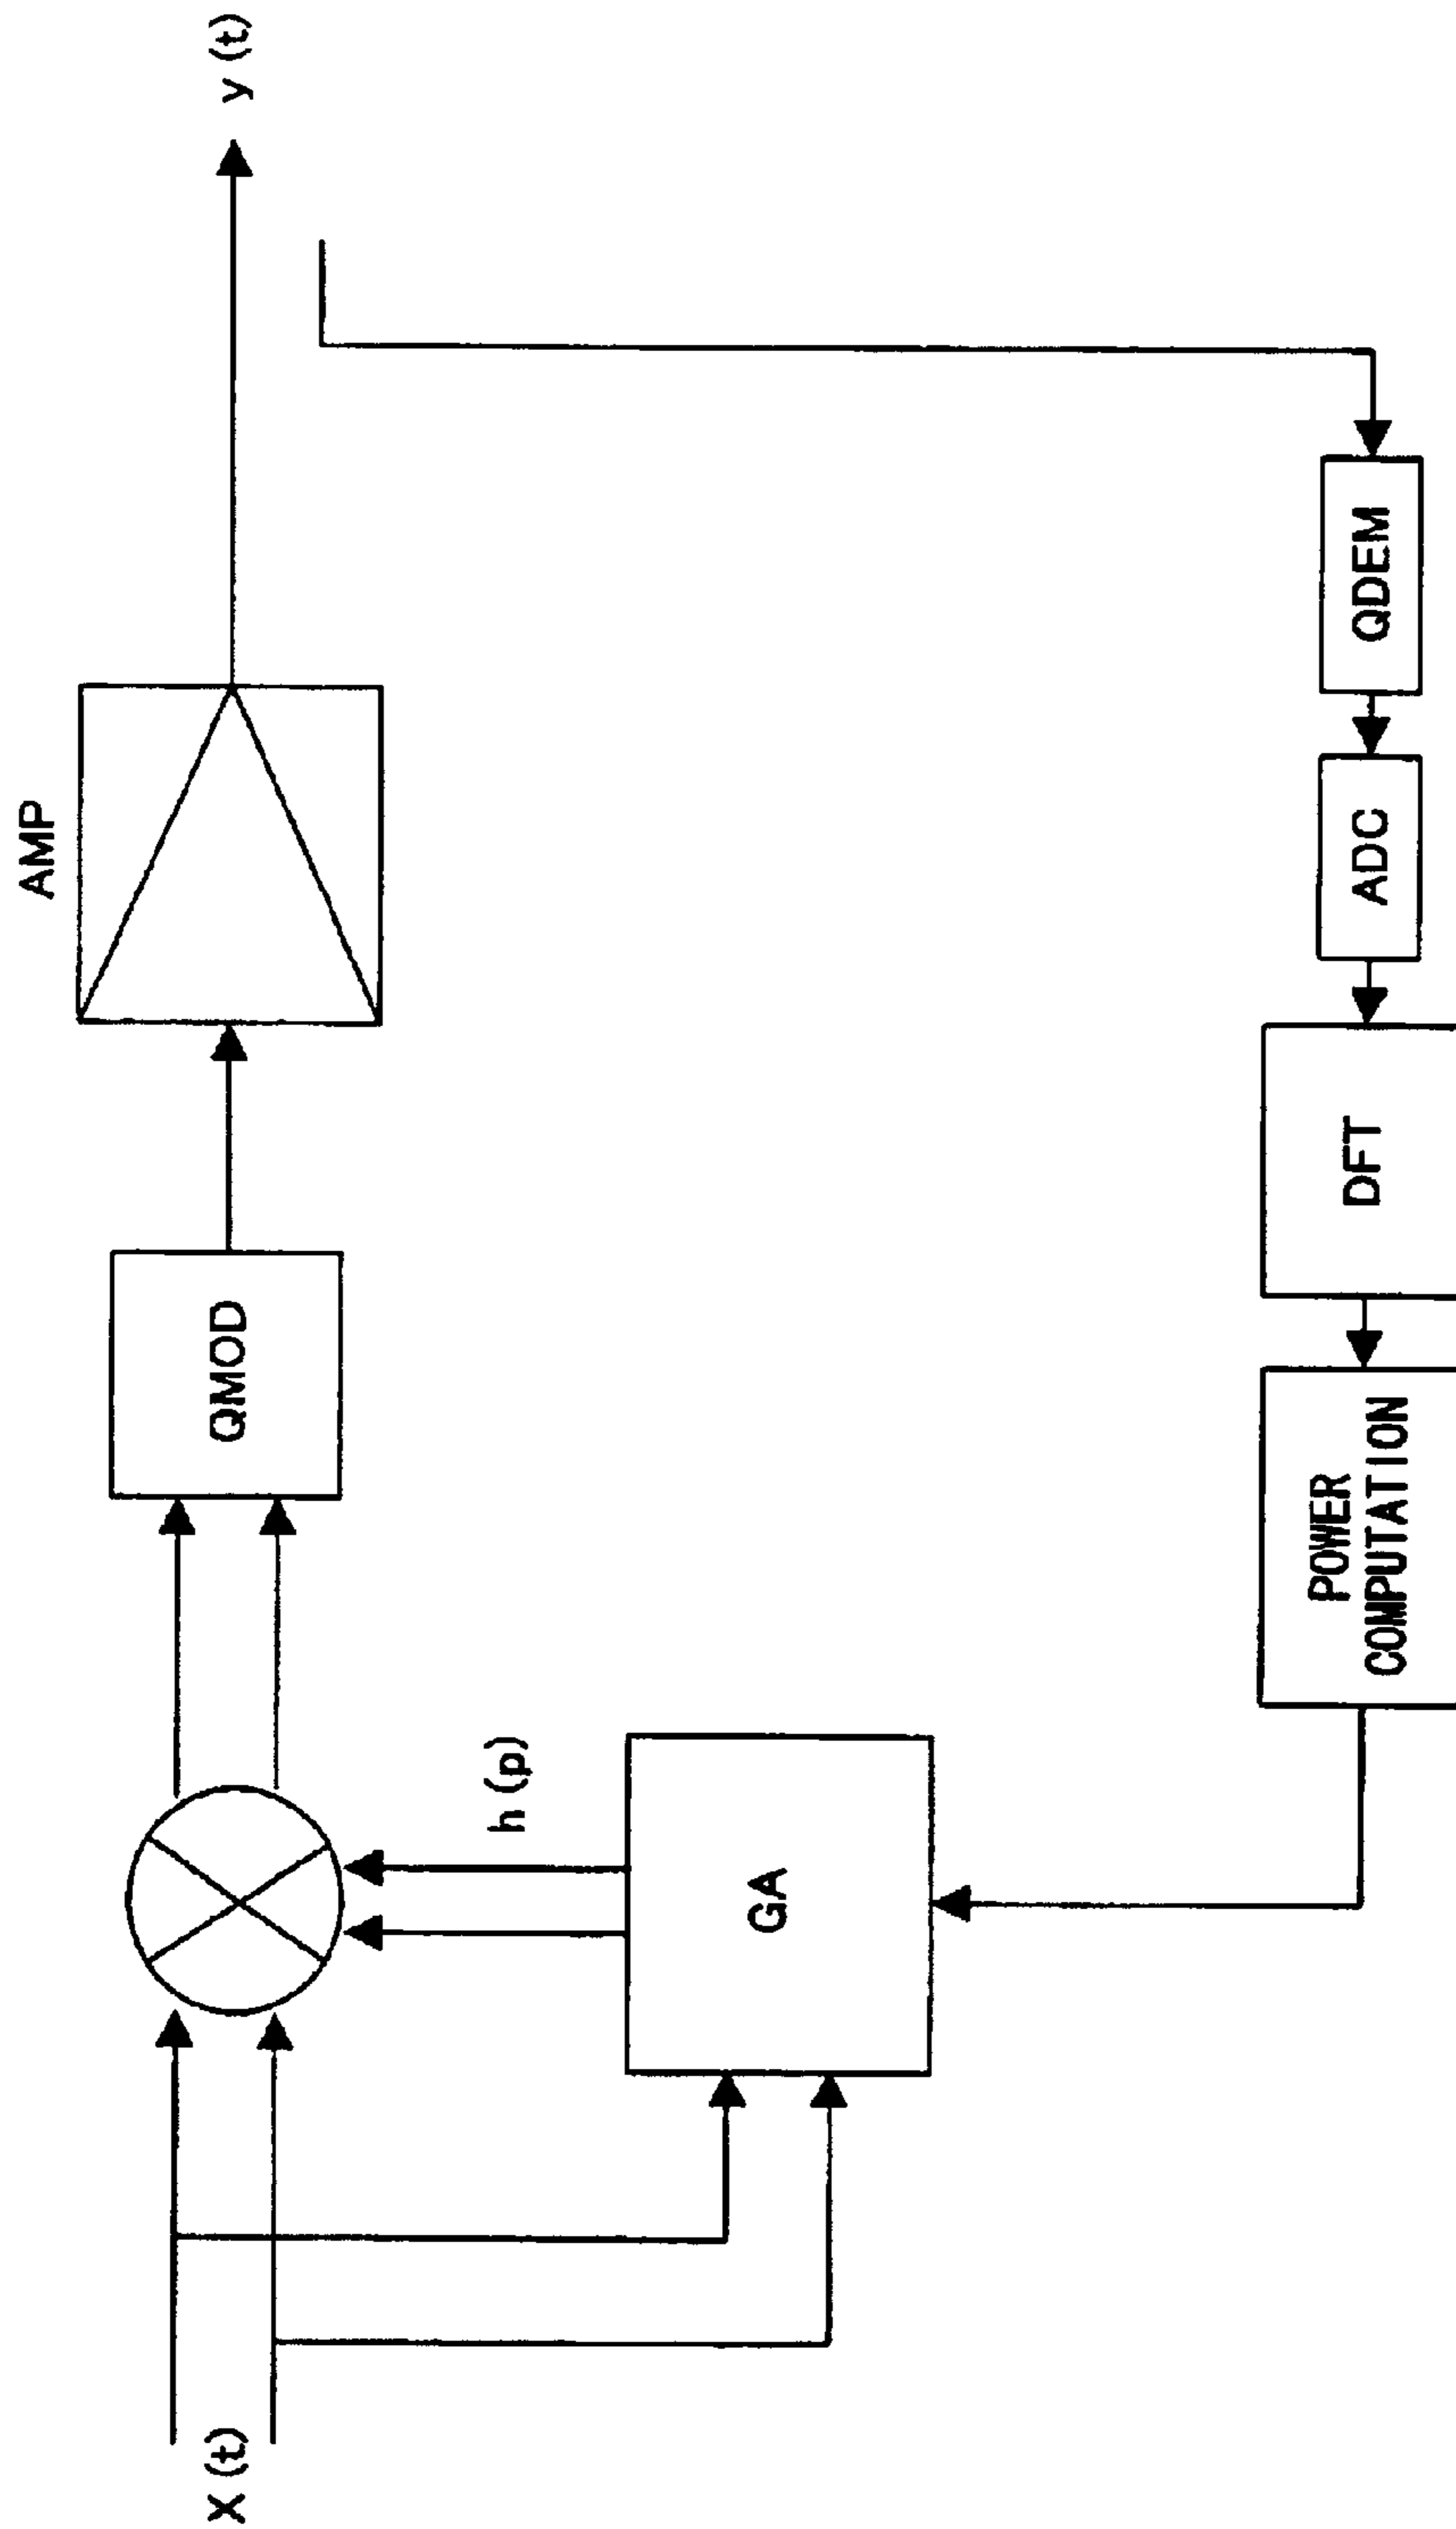 AMP
X (t)
QMOD
y (t)
h (p)
GA
POWER
COMPUTATION
DFT
ADC
QDEM